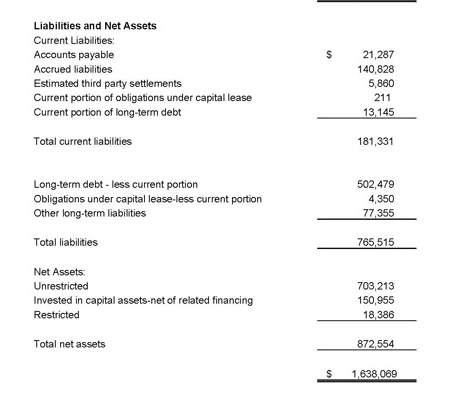 Liabilities and Net Assets
Current Liabilities:
Accounts payable $ 21,287
Accrued liabilities 140,828
Estimated third party settlements 5,860
Current portion of obligations under capital lease 211
Current portion of long-term debt 13,145
Total current liabilities 181,331
Long-term debt - less current portion 502,479
Obligations under capital lease-less current portion 4,350
Other long-term liabilities 77,355
Total liabilities 765,515
Net Assets:
Unrestricted 703,213
Invested in capital assets-net of related financing 150,955
Restricted 18,386
Total net assets 872,554
$ 1,638,069